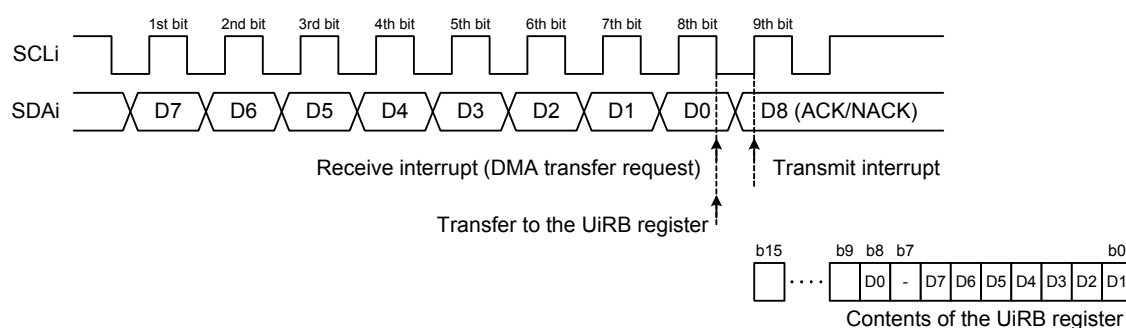 1st bit 2nd bit 3rd bit 4th bit 5th bit 6th bit 7th bit 8th bit 9th bit
SCLi
SDAi D7 D6 D5 D4 D3 D2 D1 D0 D8 (ACK/NACK)
Receive interrupt (DMA transfer request) Transmit interrupt
Transfer to the UiRB register
b15 b9 b8 b7 b0
D0 - D7 D6 D5 D4 D3 D2 D1
Contents of the UiRB register